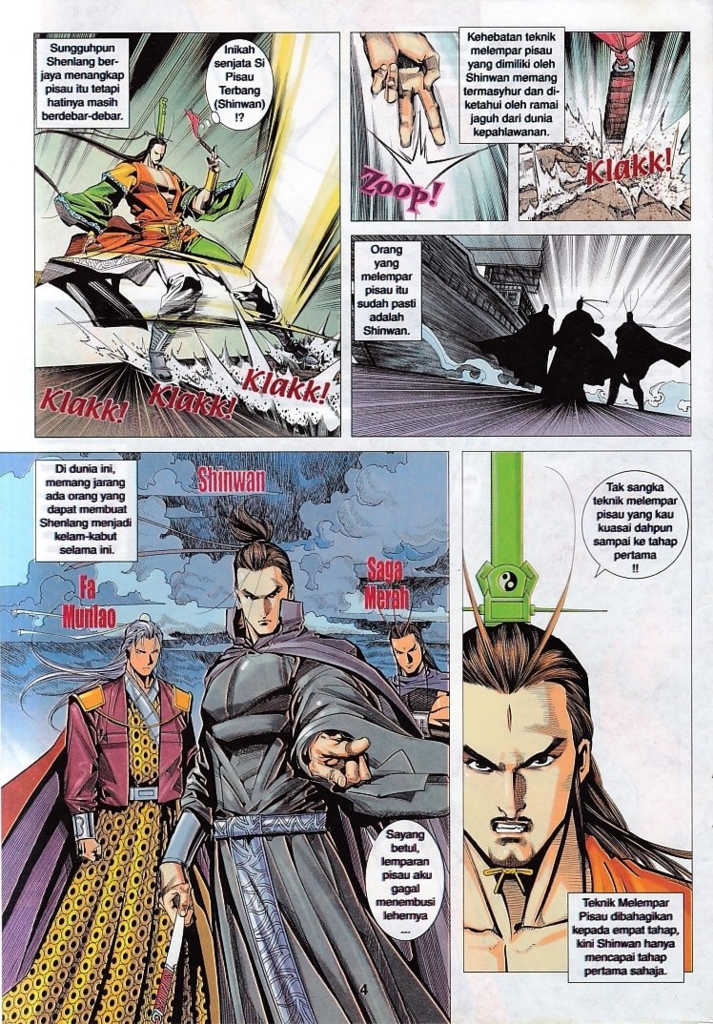 Sungguhpun
Shenlang ber-
jaya menangkap
pisau itu tetapi
hatinya masih
berdebar-debar.
Inikah
senjata Si
Pisau
Terbang
(Shinwan)
!?
Klakk!
Klakk!
Klakk!
Zoop!
Kehebatan teknik
melempar pisau
yang dimiliki oleh
Shinwan memang
termasyhur dan di-
ketahui oleh ramai
jaguh dari dunia
kepahlawanan.
Klakk!
Orang
yang
melempar
pisau itu
sudah pasti
adalah
Shinwan.
Di dunia ini,
memang jarang
ada orang yang
dapat membuat
Shenlang menjadi
kelam-kabut
selama ini.
Shinwan
Fa
Munlao
Saga
Merah
Sayang
betul,
lemparan
pisau aku
gagal
menembusi
lehernya
....
Tak sangka
teknik melempar
pisau yang kau
kuasai dahpun
sampai ke tahap
pertama
!!
Teknik Melempar
Pisau dibahagikan
kepada empat tahap,
kini Shinwan hanya
mencapai tahap
pertama sahaja.
4